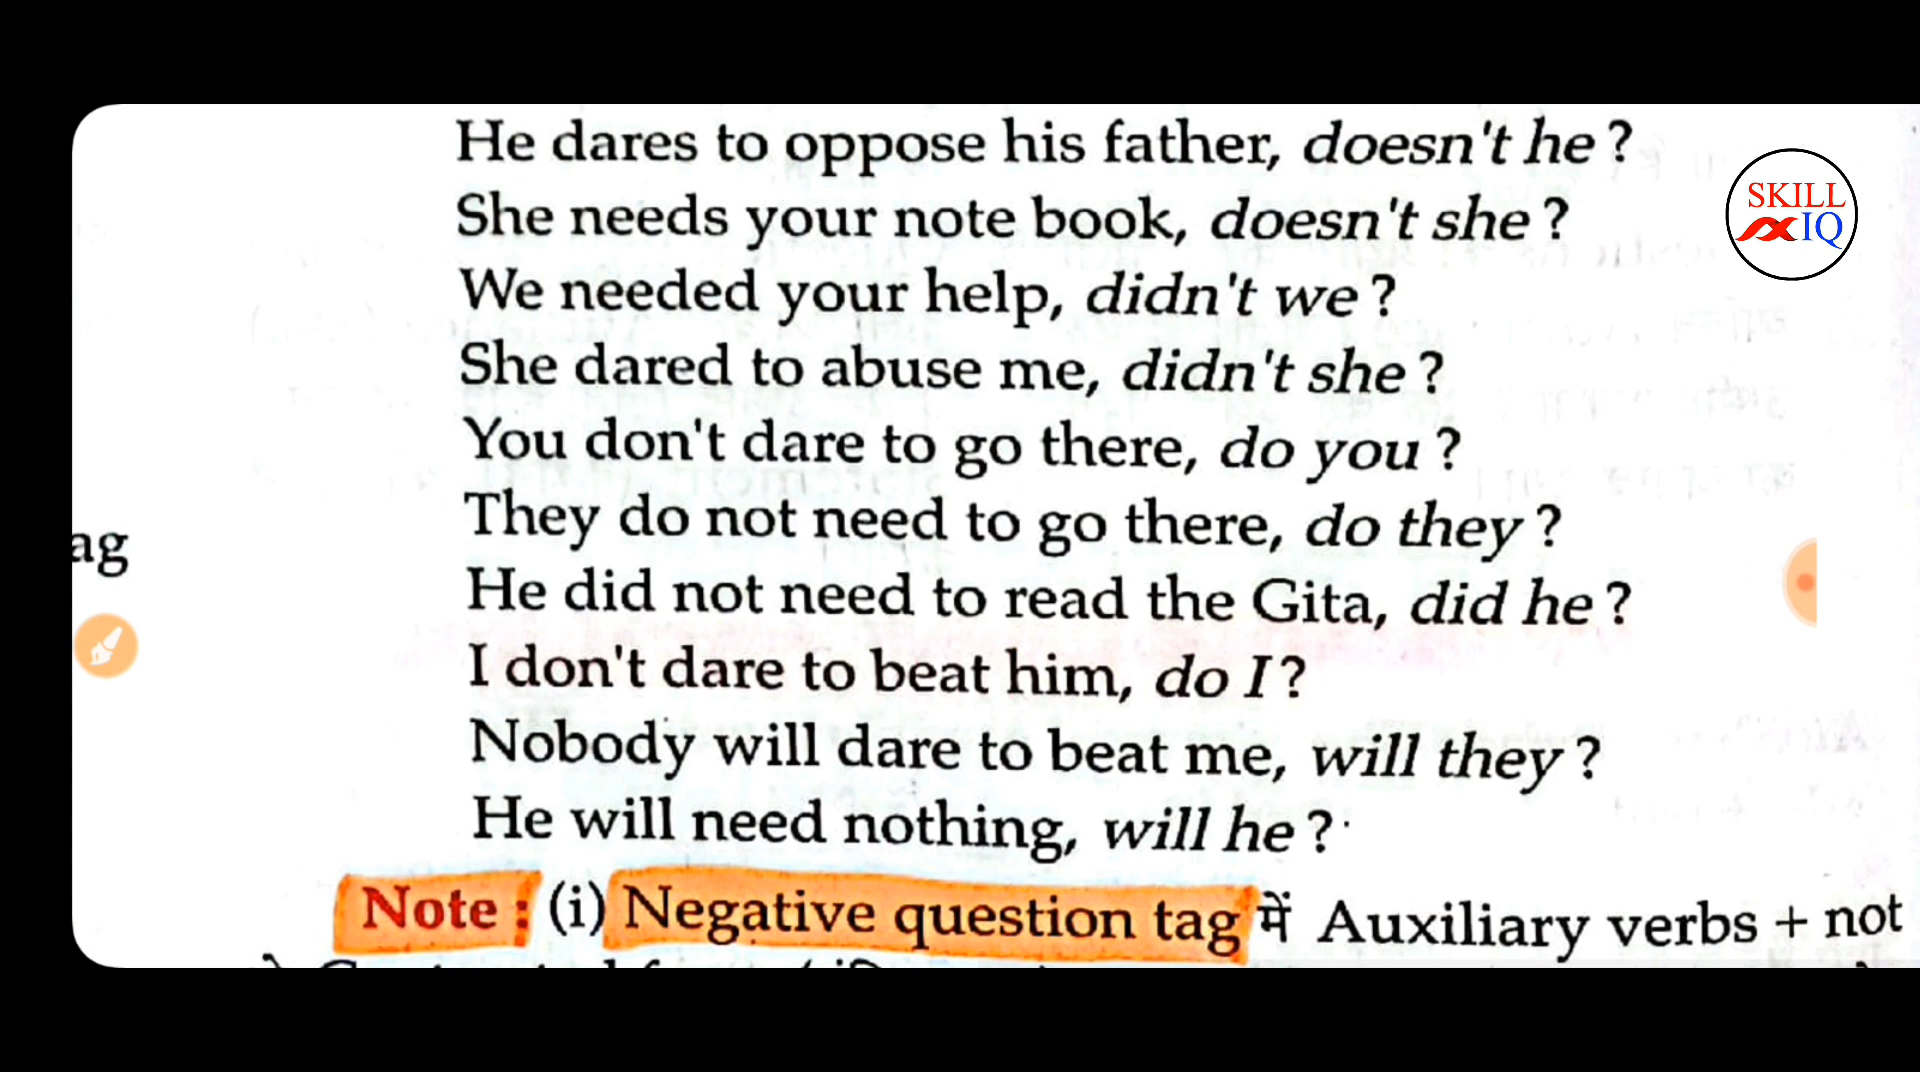 He dares to oppose his father, doesn't he?
She needs your note book, doesn't she?
We needed your help, didn't we?
She dared to abuse me, didn't she?
You don't dare to go there, do you?
They do not need to go there, do they?
ag
He did not need to read the Gita, did he?
I don't dare to beat him, do I?
Nobody will dare to beat me, will they?
He will need nothing, will he?
Note : (i) Negative question tag में Auxiliary verbs + not
SKILL
IQ